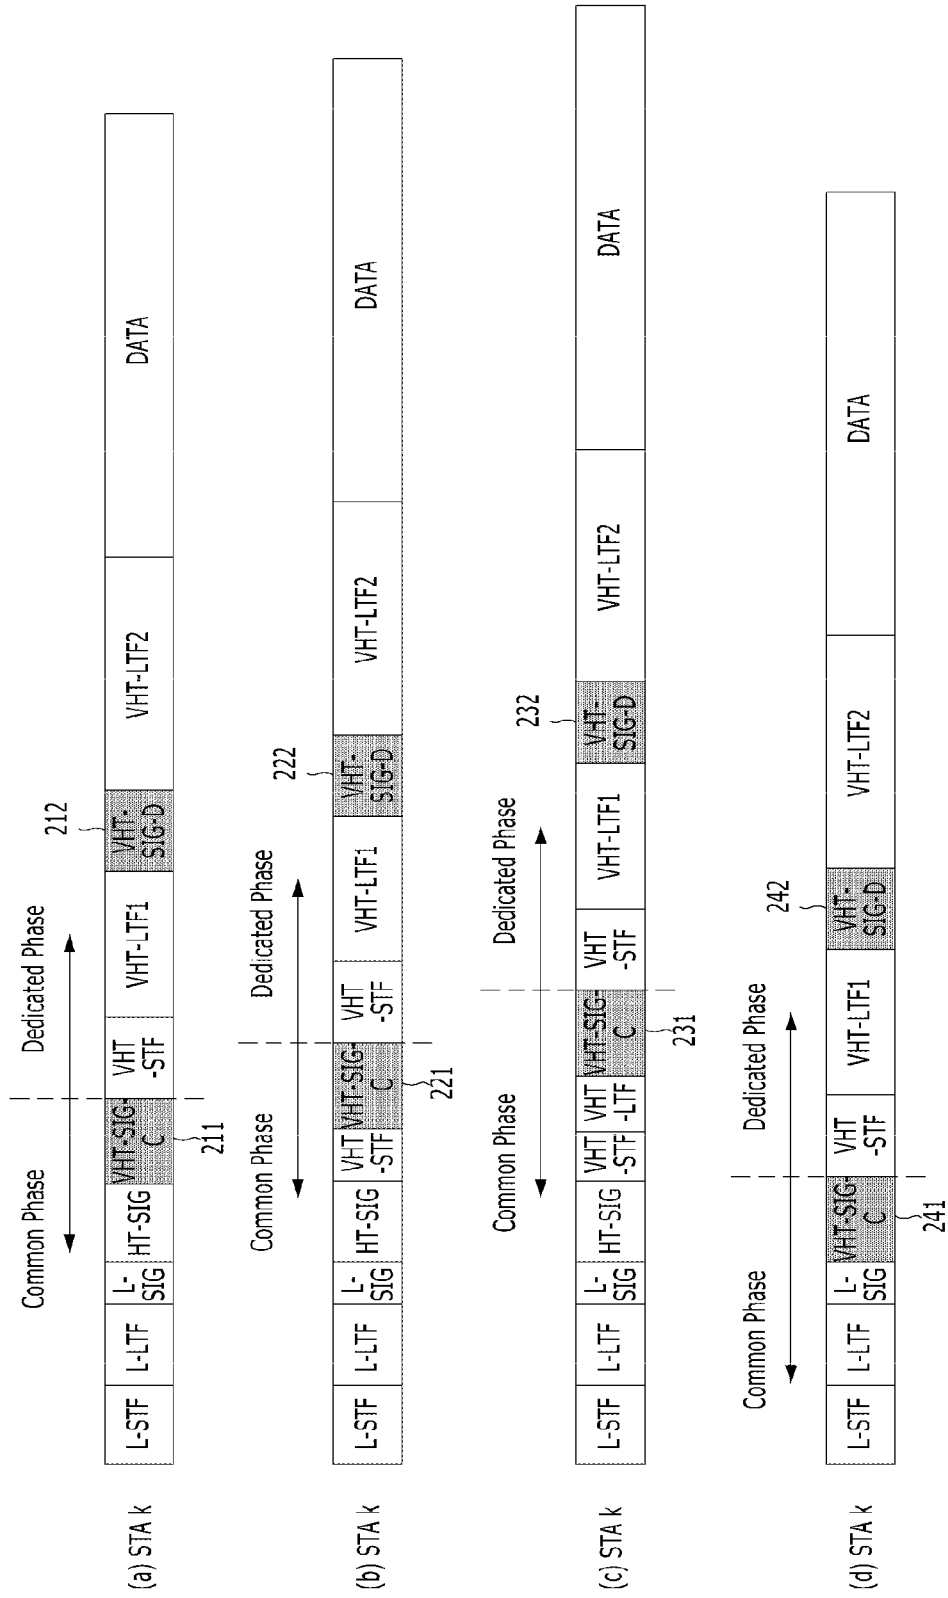 Common Phase
Dedicated Phase
212
(a) STA k
L-STF
L-LTF
L-
SIG
HT-SIG
VHT-SIG-
C
VHT
-STF
VHT-LTF1
VHT-
SIG-D
VHT-LTF2
DATA
211
Common Phase
Dedicated Phase
222
(b) STA k
L-STF
L-LTF
L-
SIG
HT-SIG
VHT
-STF
VHT-SIG-
C
VHT
-STF
VHT-LTF1
VHT-
SIG-D
VHT-LTF2
DATA
221
Common Phase
Dedicated Phase
232
(c) STA k
L-STF
L-LTF
L-
SIG
HT-SIG
VHT
-STF
VHT
-LTF
VHT-SIG-
C
VHT
-STF
VHT-LTF1
VHT-
SIG-D
VHT-LTF2
DATA
231
Common Phase
Dedicated Phase
242
(d) STA k
L-STF
L-LTF
L-
SIG
VHT-SIG-
C
VHT
-STF
VHT-LTF1
VHT-
SIG-D
VHT-LTF2
DATA
241